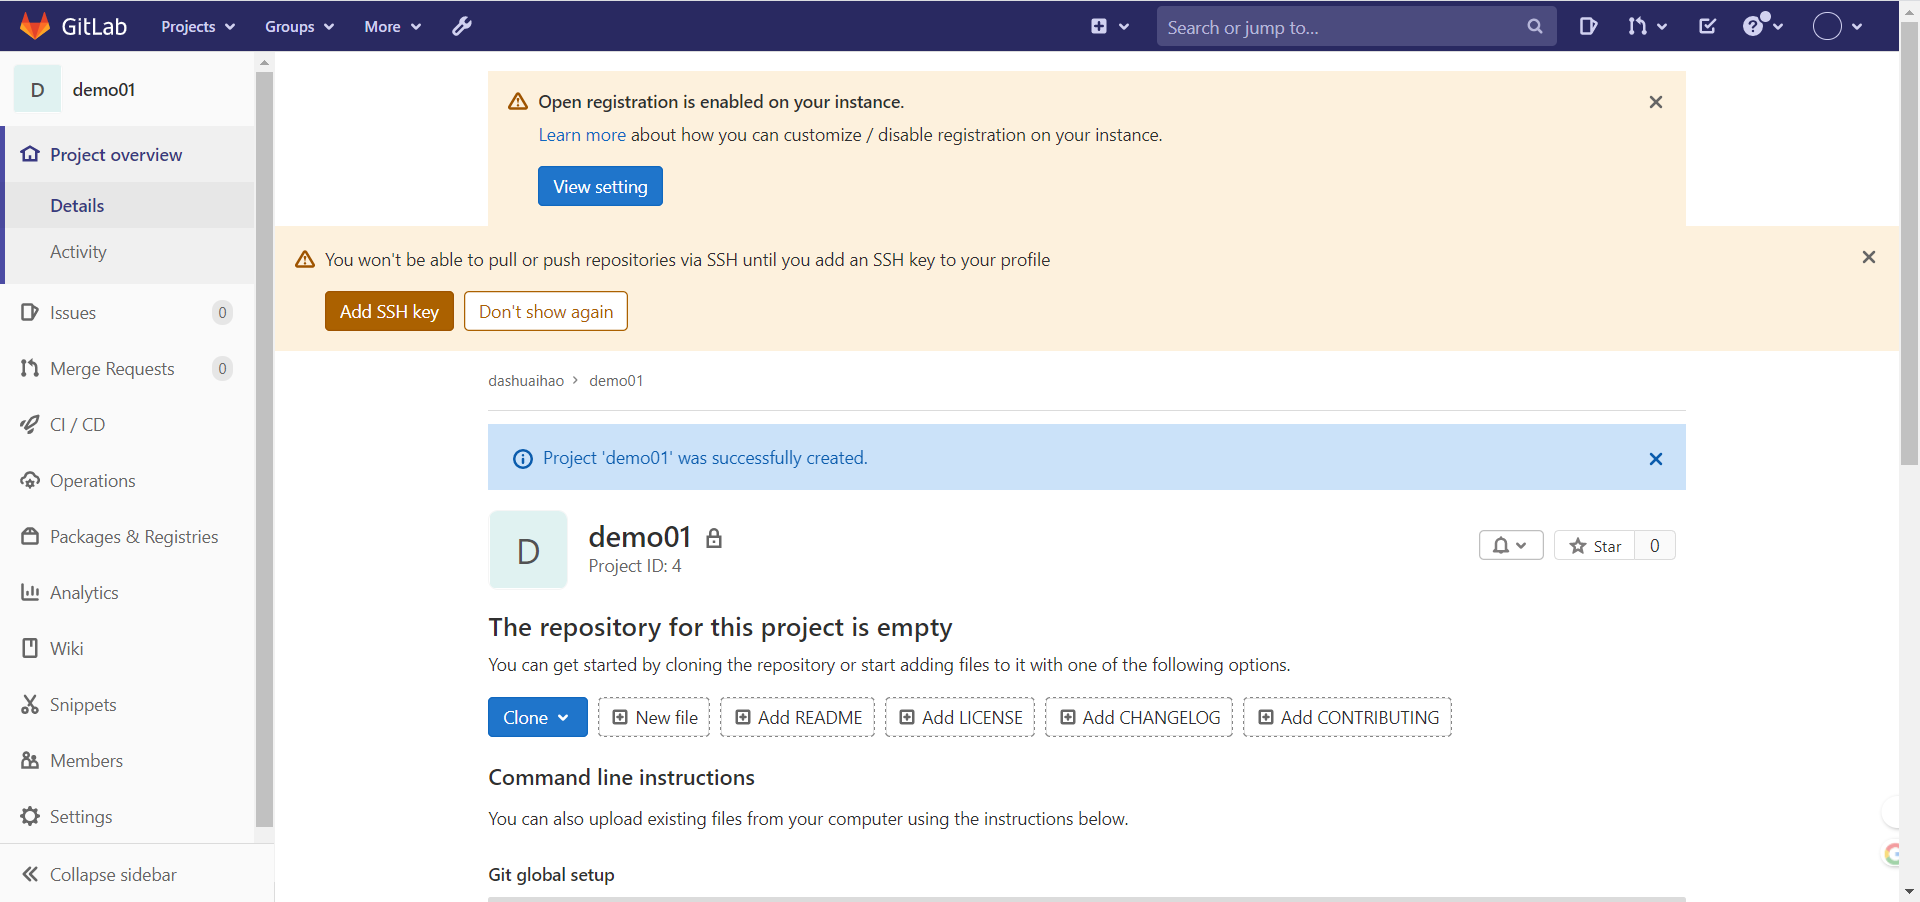 GitLab Projects Groups More Search or jump to...
D demo01
Project overview
Details
Activity
Issues 0
Merge Requests 0
CI / CD
Operations
Packages & Registries
Analytics
Wiki
Snippets
Members
Settings
Collapse sidebar
Open registration is enabled on your instance.
Learn more about how you can customize / disable registration on your instance.
View setting
You won't be able to pull or push repositories via SSH until you add an SSH key to your profile
Add SSH key Don't show again
dashuaihao > demo01
Project 'demo01' was successfully created.
D demo01
Project ID: 4
Star 0
The repository for this project is empty
You can get started by cloning the repository or start adding files to it with one of the following options.
Clone New file Add README Add LICENSE Add CHANGELOG Add CONTRIBUTING
Command line instructions
You can also upload existing files from your computer using the instructions below.
Git global setup